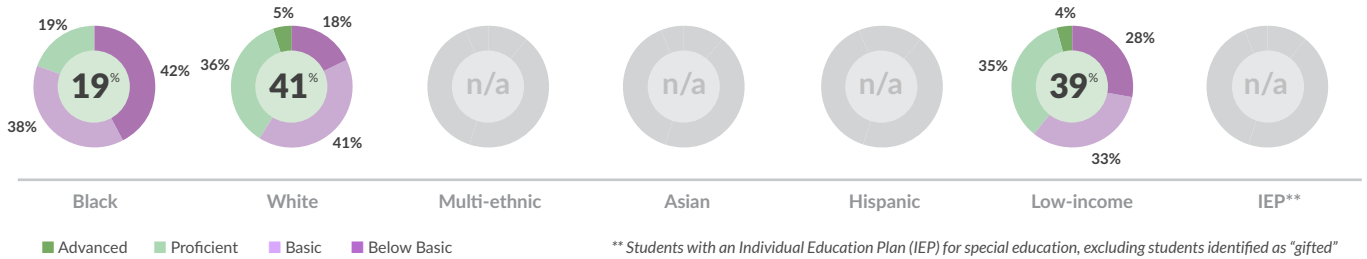 5%
4%
19%
18%
28%
42%
36%
35%
19%
41%
n/a
n/a
n/a
39%
n/a
38%
41%
33%
Black White Multi-ethnic Asian Hispanic Low-income IEP**
Advanced Proficient Basic Below Basic ** Students with an Individual Education Plan (IEP) for special education, excluding students identified as “gifted”